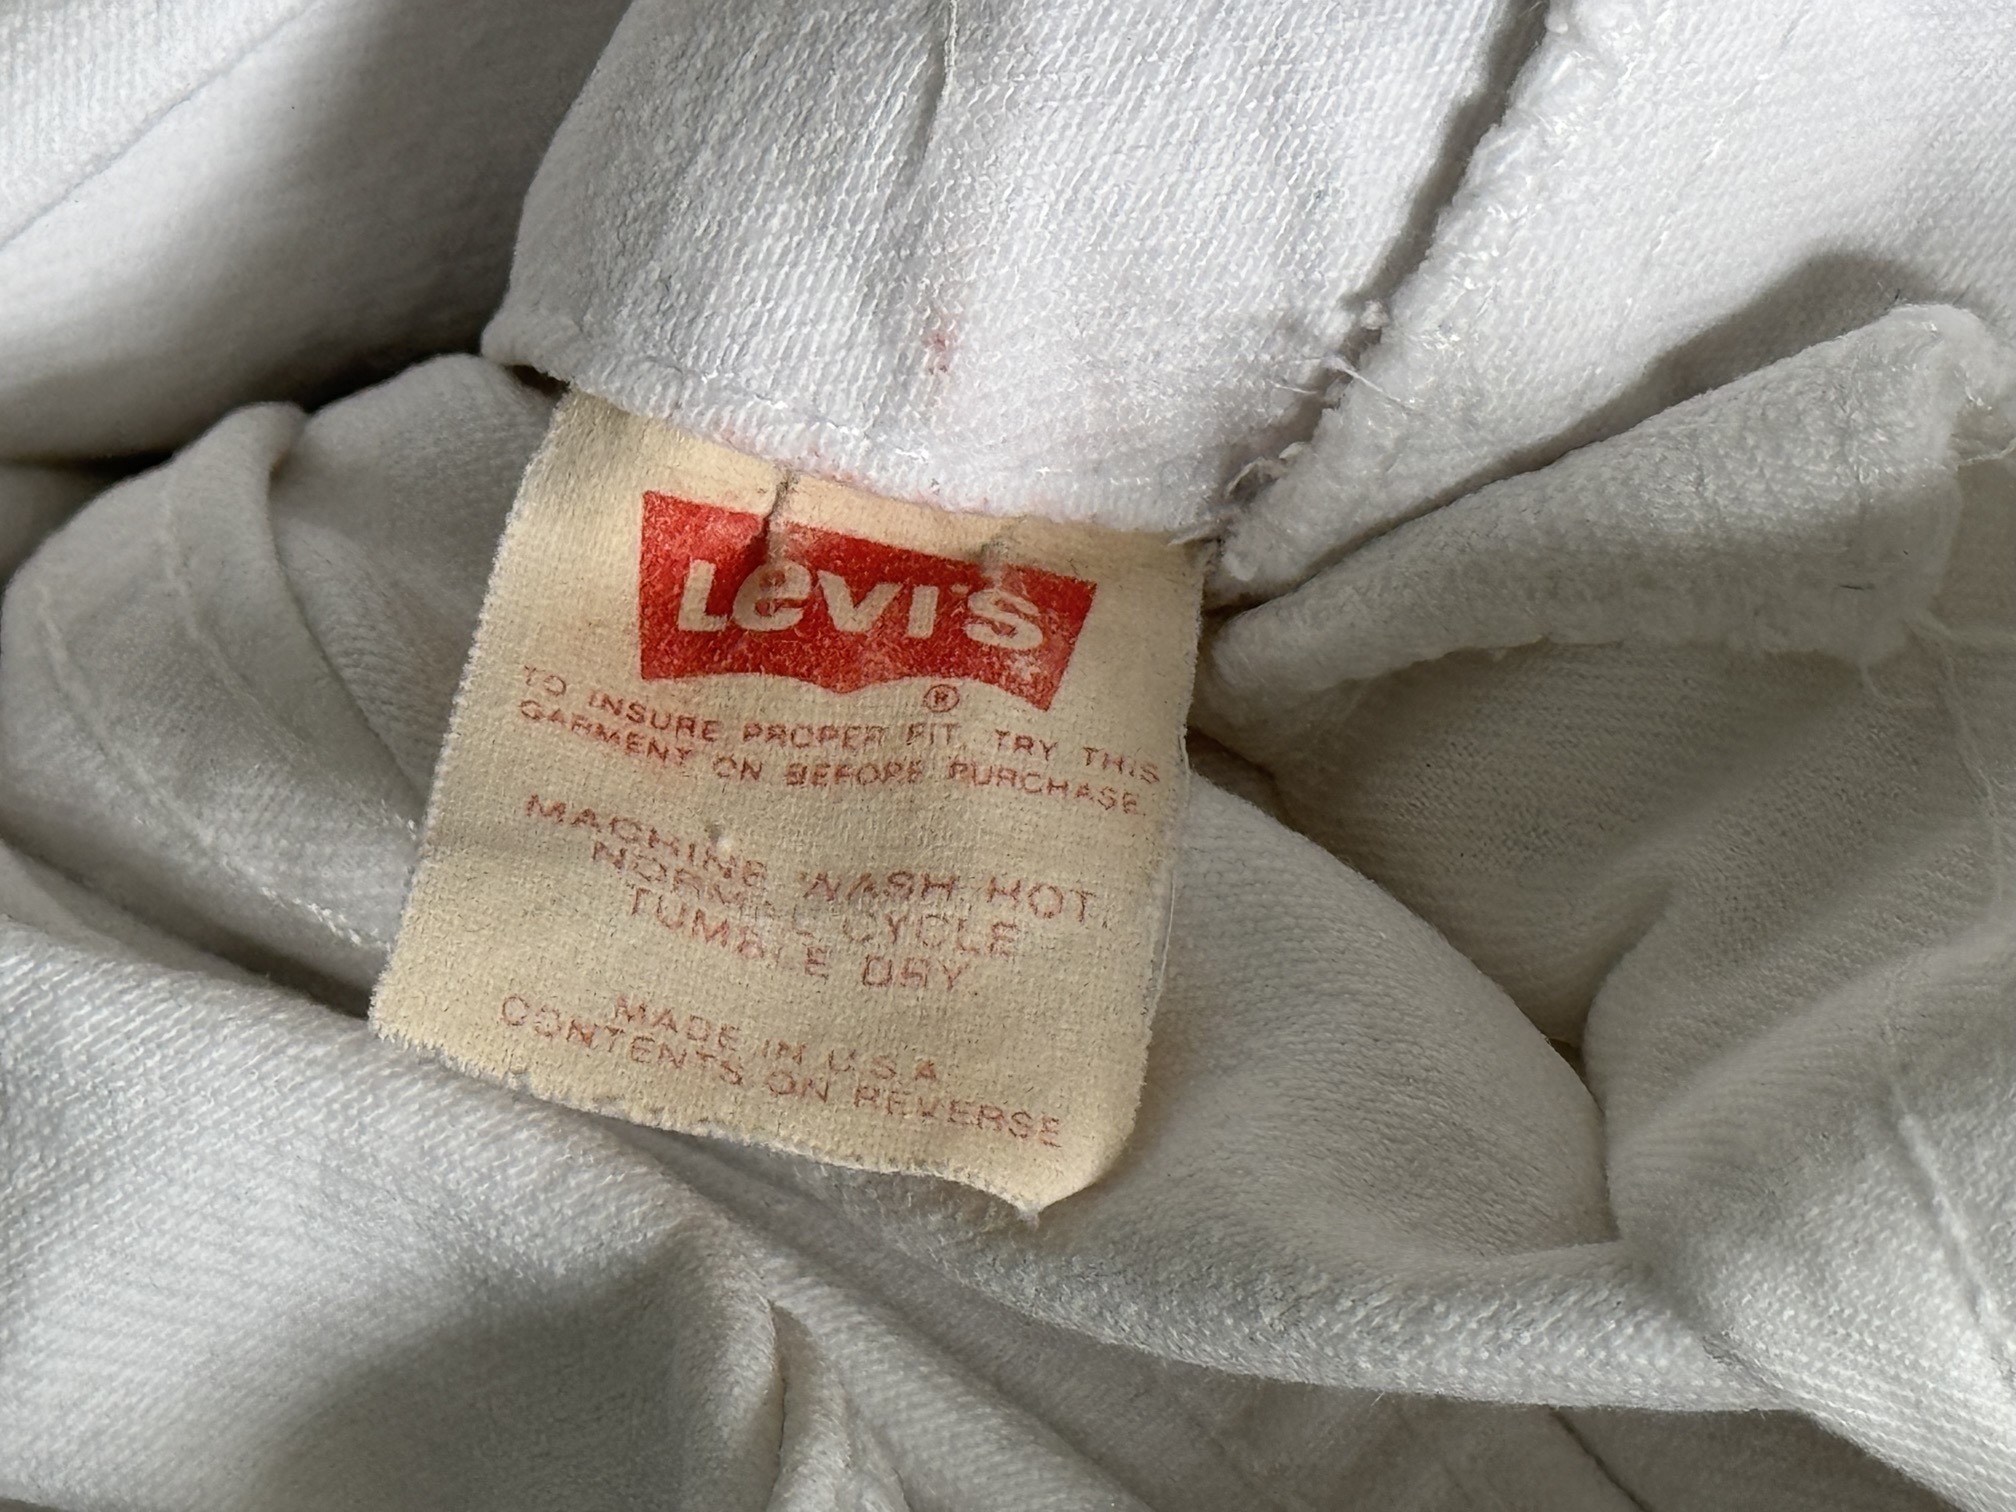 Levi's
®
TO INSURE PROPER FIT, TRY THIS
GARMENT ON BEFORE PURCHASE.
MACHINE WASH HOT
NORMAL CYCLE
TUMBLE DRY
MADE IN U.S.A.
CONTENTS ON REVERSE